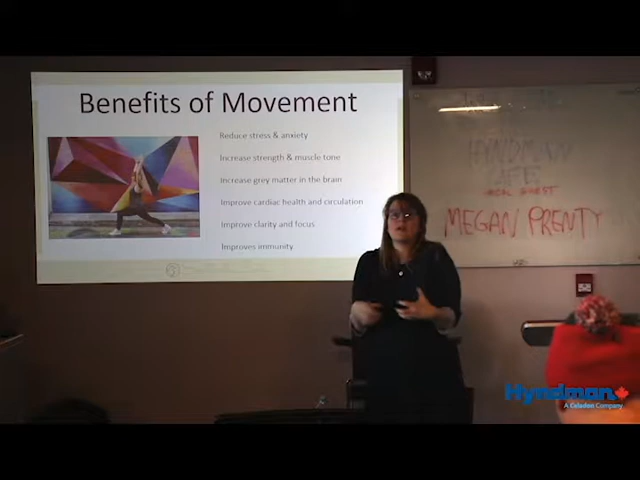 Benefits of Movement
Reduce stress & anxiety
Increase strength & muscle tone
Increase grey matter in the brain
Improve cardiac health and circulation
Improve clarity and focus
Improves immunity
HYNDMAN
CAFE
GUEST
MEGAN PRENTY
Hyndman
A Celadon Company